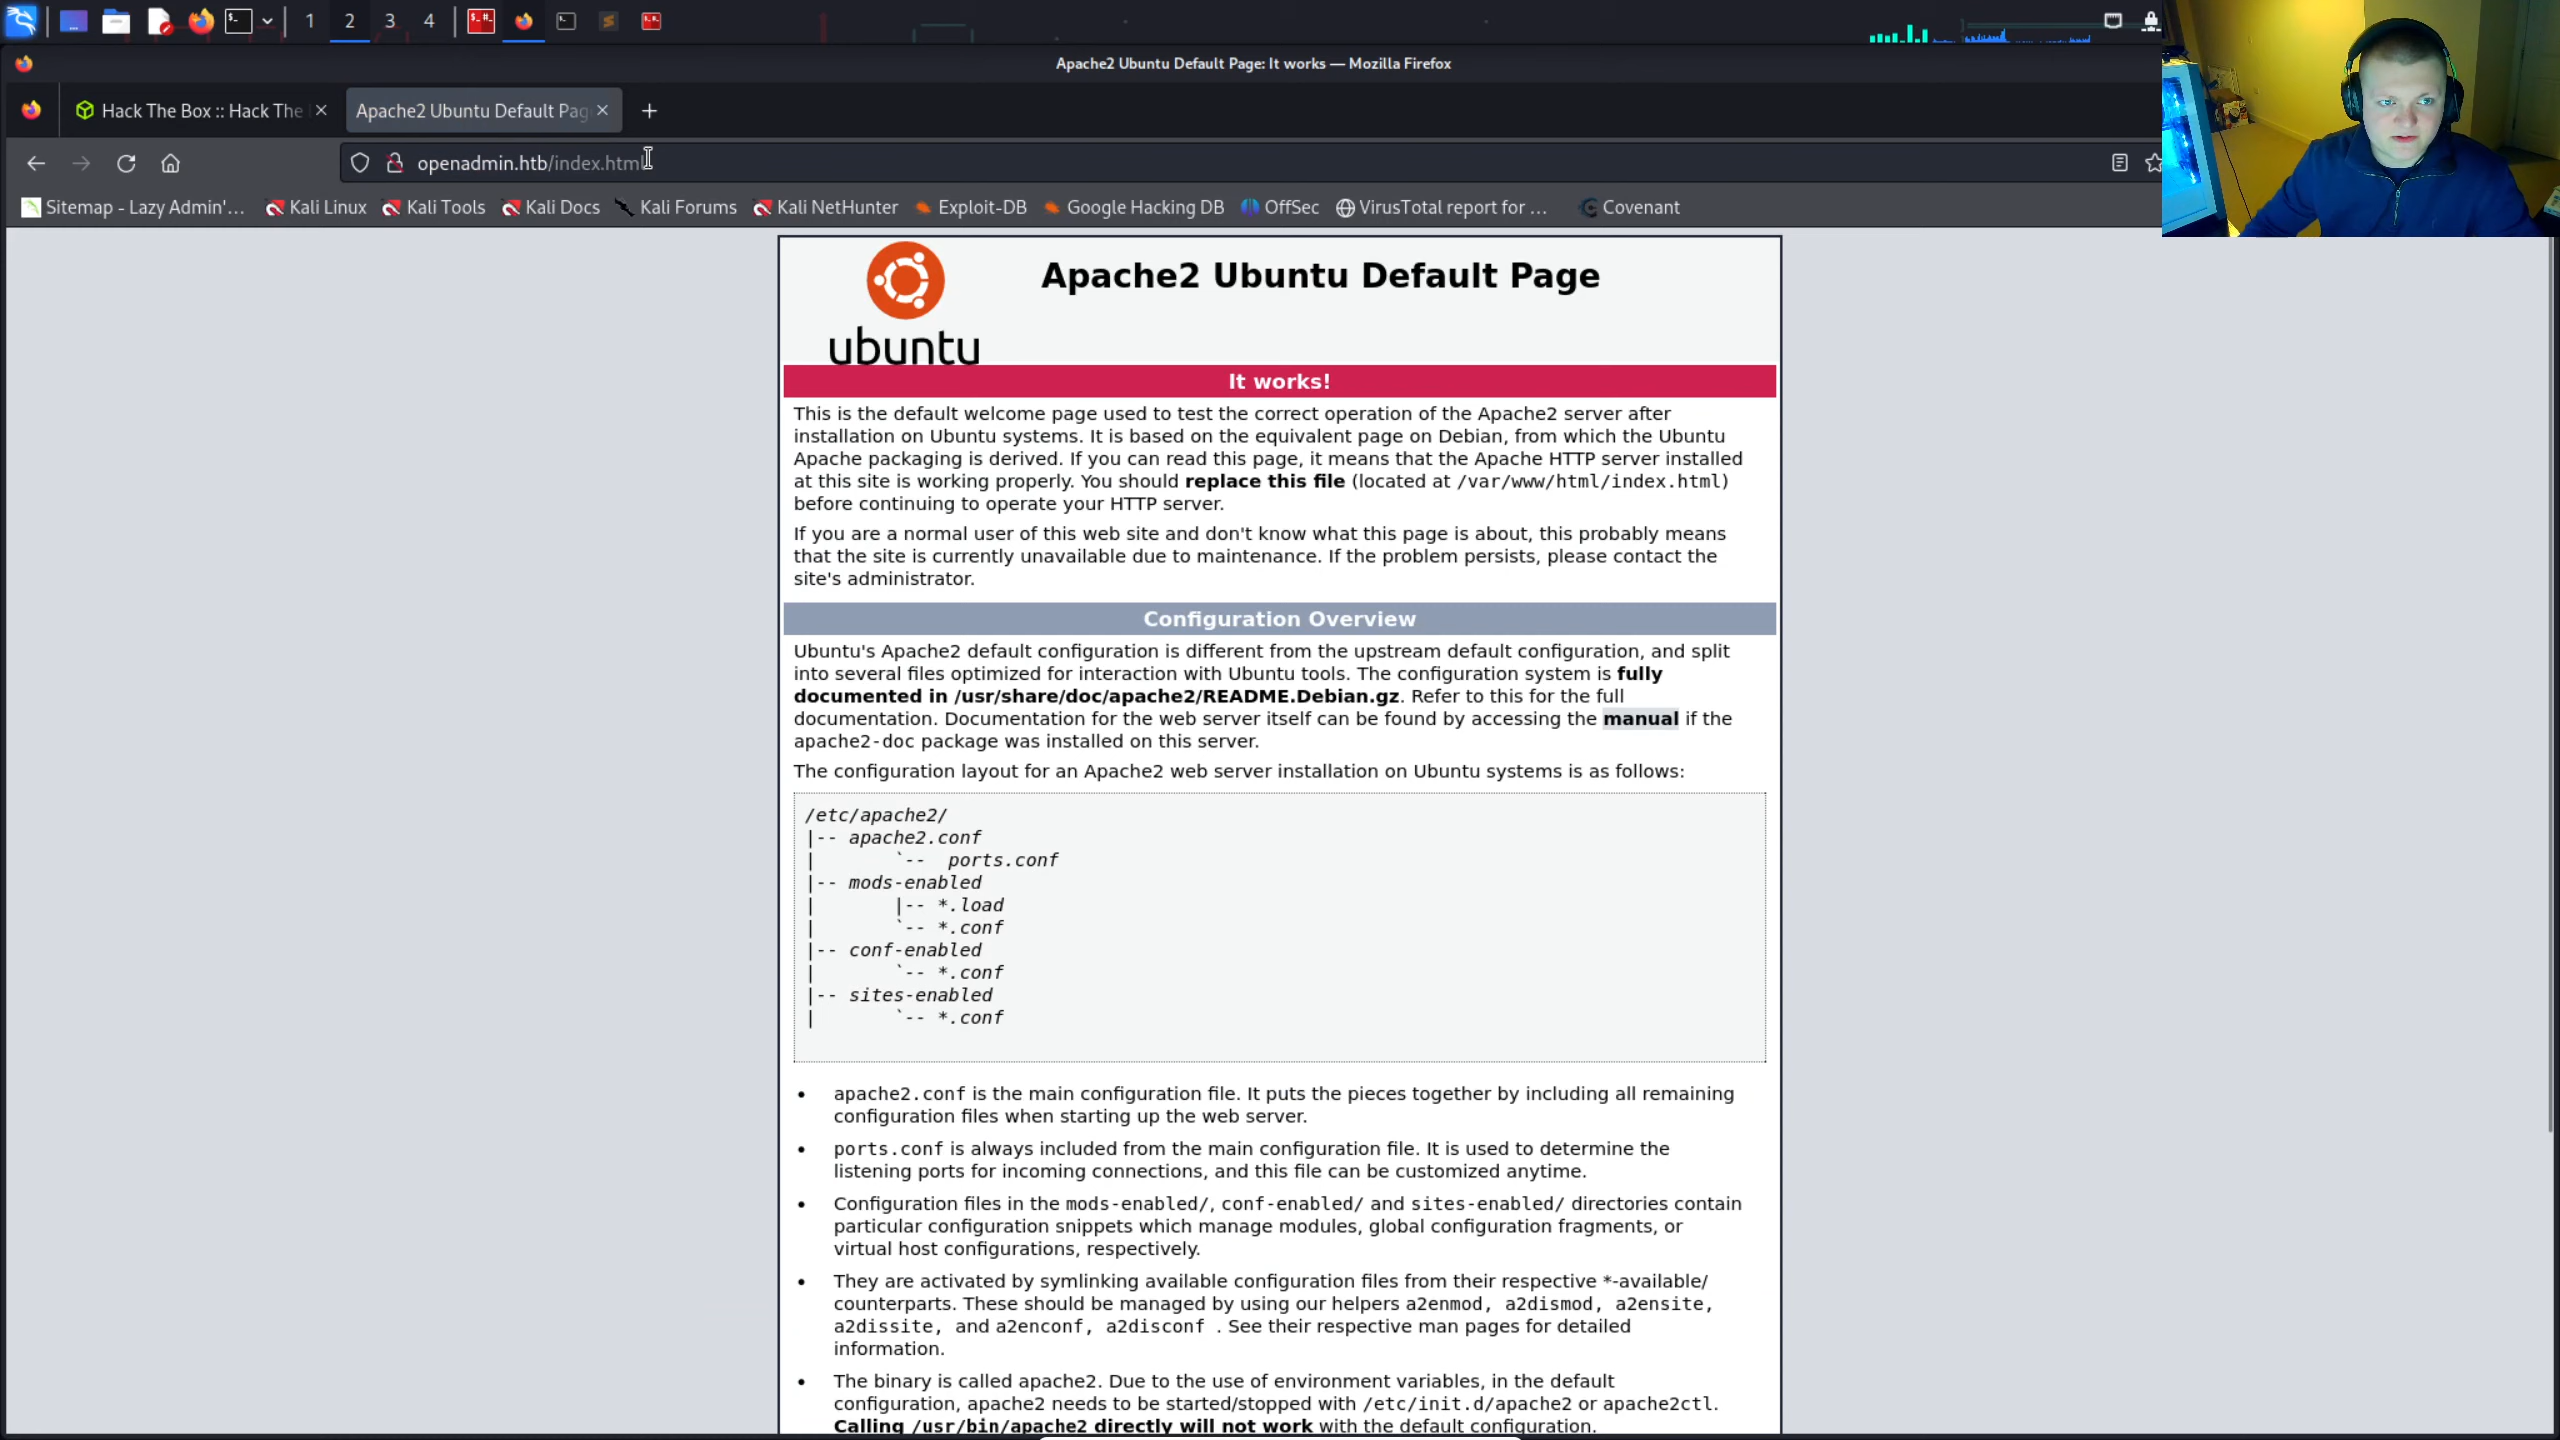 1 2 3 4
Apache2 Ubuntu Default Page: It works — Mozilla Firefox
Hack The Box :: Hack The
Apache2 Ubuntu Default Pag
openadmin.htb/index.html
Sitemap - Lazy Admin'... Kali Linux Kali Tools Kali Docs Kali Forums Kali NetHunter Exploit-DB Google Hacking DB OffSec VirusTotal report for ... Covenant
ubuntu
Apache2 Ubuntu Default Page
It works!
This is the default welcome page used to test the correct operation of the Apache2 server after
installation on Ubuntu systems. It is based on the equivalent page on Debian, from which the Ubuntu
Apache packaging is derived. If you can read this page, it means that the Apache HTTP server installed
at this site is working properly. You should replace this file (located at /var/www/html/index.html)
before continuing to operate your HTTP server.
If you are a normal user of this web site and don't know what this page is about, this probably means
that the site is currently unavailable due to maintenance. If the problem persists, please contact the
site's administrator.
Configuration Overview
Ubuntu's Apache2 default configuration is different from the upstream default configuration, and split
into several files optimized for interaction with Ubuntu tools. The configuration system is fully
documented in /usr/share/doc/apache2/README.Debian.gz. Refer to this for the full
documentation. Documentation for the web server itself can be found by accessing the manual if the
apache2-doc package was installed on this server.
The configuration layout for an Apache2 web server installation on Ubuntu systems is as follows:
/etc/apache2/
|-- apache2.conf
|       `--  ports.conf
|-- mods-enabled
|       |-- *.load
|       `-- *.conf
|-- conf-enabled
|       `-- *.conf
|-- sites-enabled
|       `-- *.conf
• apache2.conf is the main configuration file. It puts the pieces together by including all remaining
configuration files when starting up the web server.
• ports.conf is always included from the main configuration file. It is used to determine the
listening ports for incoming connections, and this file can be customized anytime.
• Configuration files in the mods-enabled/, conf-enabled/ and sites-enabled/ directories contain
particular configuration snippets which manage modules, global configuration fragments, or
virtual host configurations, respectively.
• They are activated by symlinking available configuration files from their respective *-available/
counterparts. These should be managed by using our helpers a2enmod, a2dismod, a2ensite,
a2dissite, and a2enconf, a2disconf . See their respective man pages for detailed
information.
• The binary is called apache2. Due to the use of environment variables, in the default
configuration, apache2 needs to be started/stopped with /etc/init.d/apache2 or apache2ctl.
Calling /usr/bin/apache2 directly will not work with the default configuration.